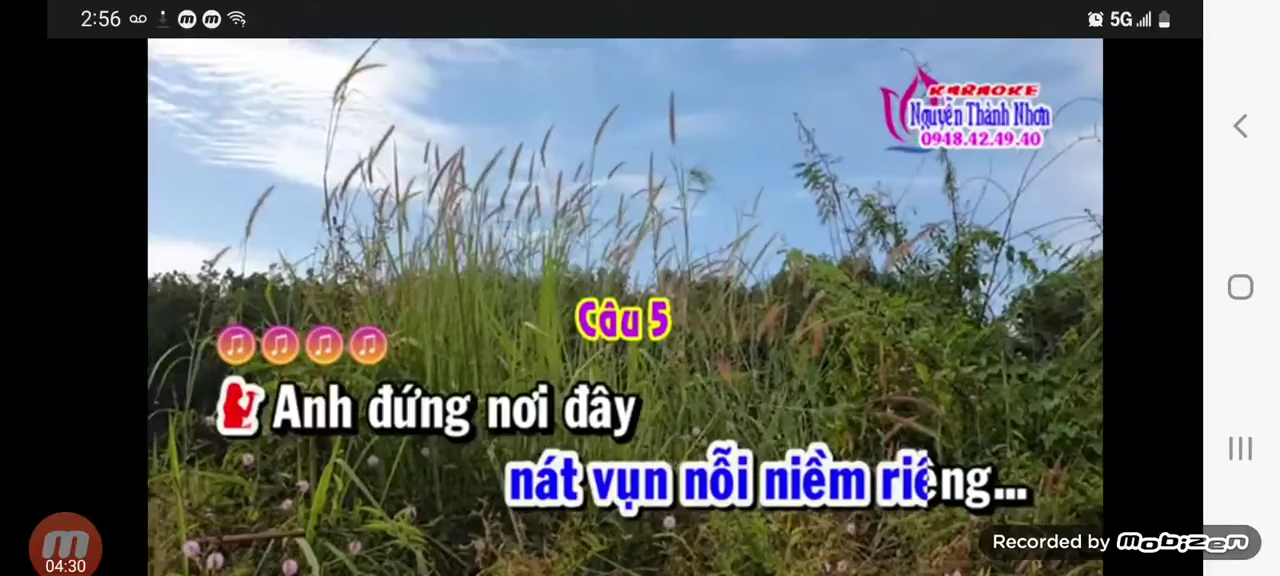 2:56
5G
KARAOKE
Nguyễn Thành Nhơn
0948.42.49.40
Câu 5
Anh đứng nơi đây
nát vụn nỗi niềm riêng...
Recorded by mobizen
04:30